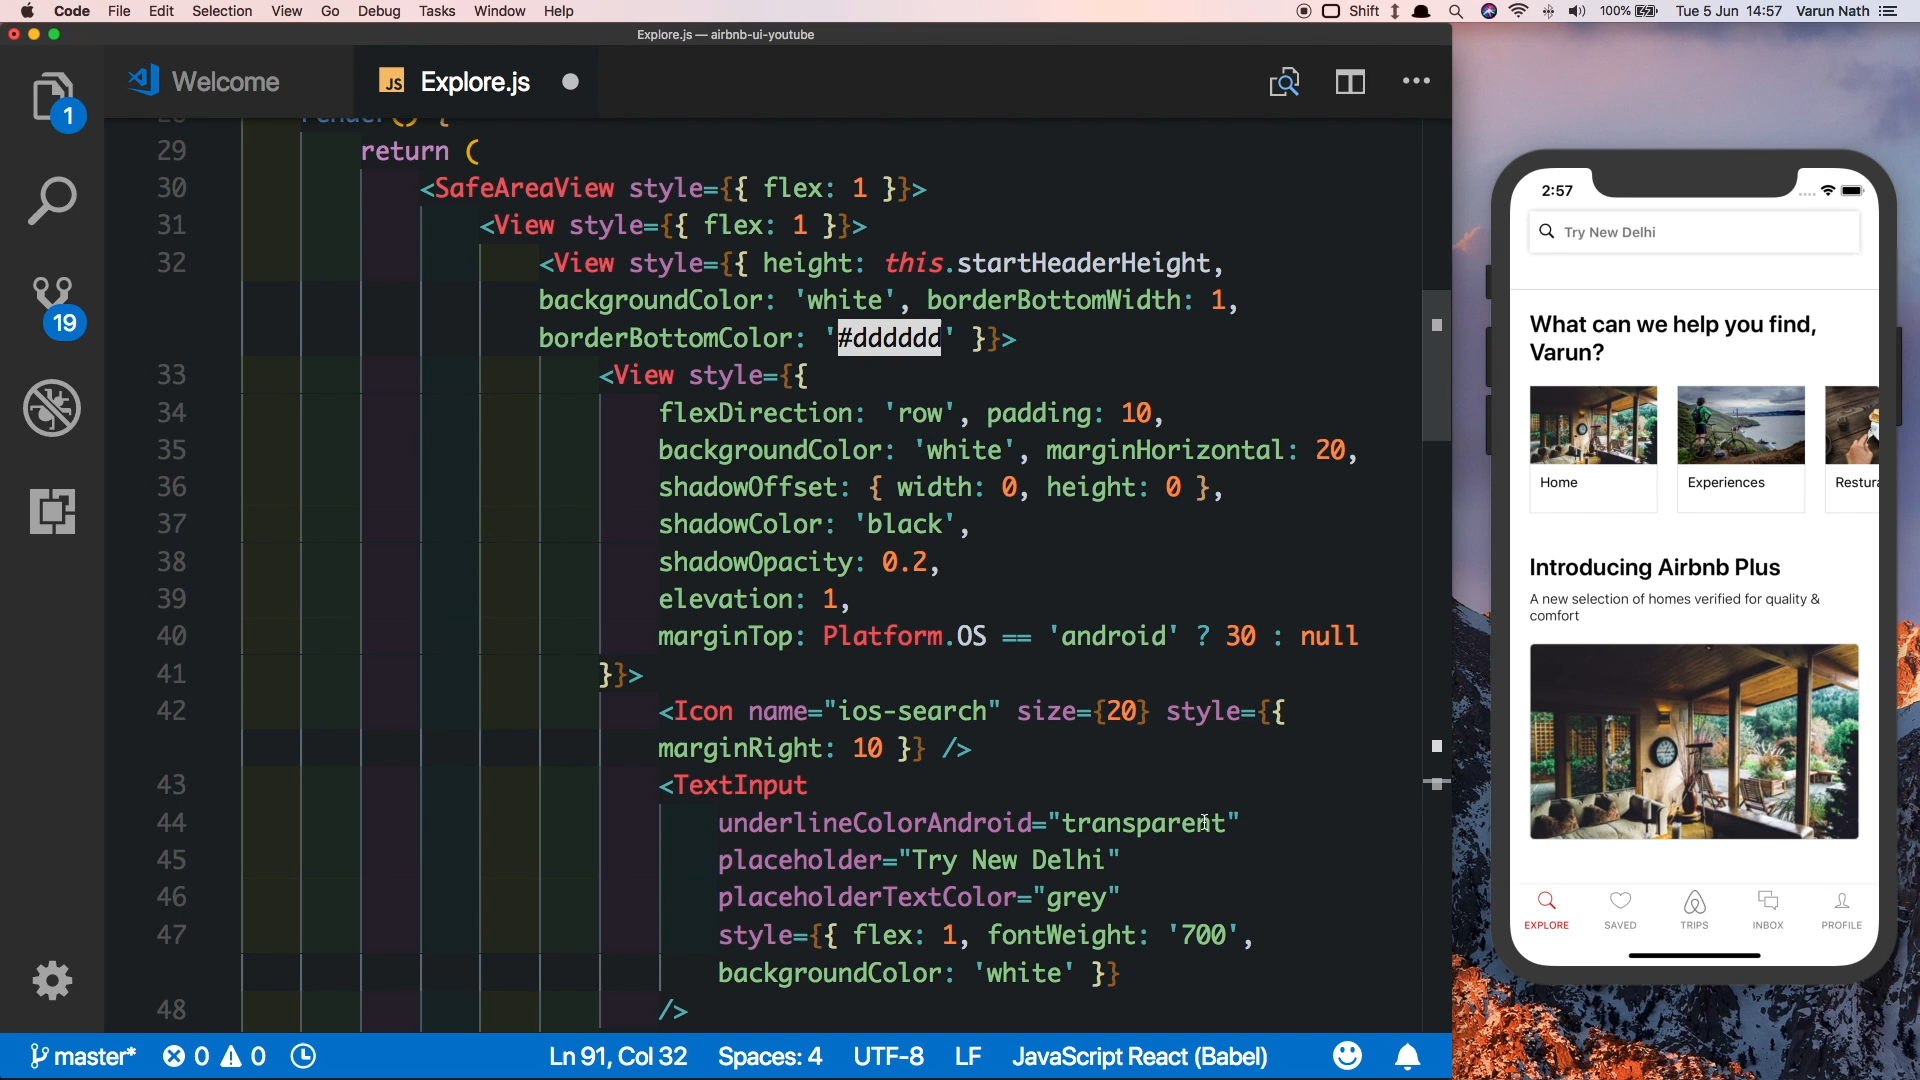 Code File Edit Selection View Go Debug Tasks Window Help
Shift 100% Tue 5 Jun 14:57 Varun Nath
Explore.js — airbnb-ui-youtube
Welcome
JS Explore.js
1
19
29 return (
30 <SafeAreaView style={{ flex: 1 }}>
31 <View style={{ flex: 1 }}>
32 <View style={{ height: this.startHeaderHeight,
backgroundColor: 'white', borderBottomWidth: 1,
borderBottomColor: '#dddddd' }}>
33 <View style={{
34 flexDirection: 'row', padding: 10,
35 backgroundColor: 'white', marginHorizontal: 20,
36 shadowOffset: { width: 0, height: 0 },
37 shadowColor: 'black',
38 shadowOpacity: 0.2,
39 elevation: 1,
40 marginTop: Platform.OS == 'android' ? 30 : null
41 }}>
42 <Icon name="ios-search" size={20} style={{
marginRight: 10 }} />
43 <TextInput
44 underlineColorAndroid="transparent"
45 placeholder="Try New Delhi"
46 placeholderTextColor="grey"
47 style={{ flex: 1, fontWeight: '700',
backgroundColor: 'white' }}
48 />
master* 0 0 Ln 91, Col 32 Spaces: 4 UTF-8 LF JavaScript React (Babel)
2:57
Try New Delhi
What can we help you find,
Varun?
Home Experiences Restura
Introducing Airbnb Plus
A new selection of homes verified for quality &
comfort
EXPLORE SAVED TRIPS INBOX PROFILE